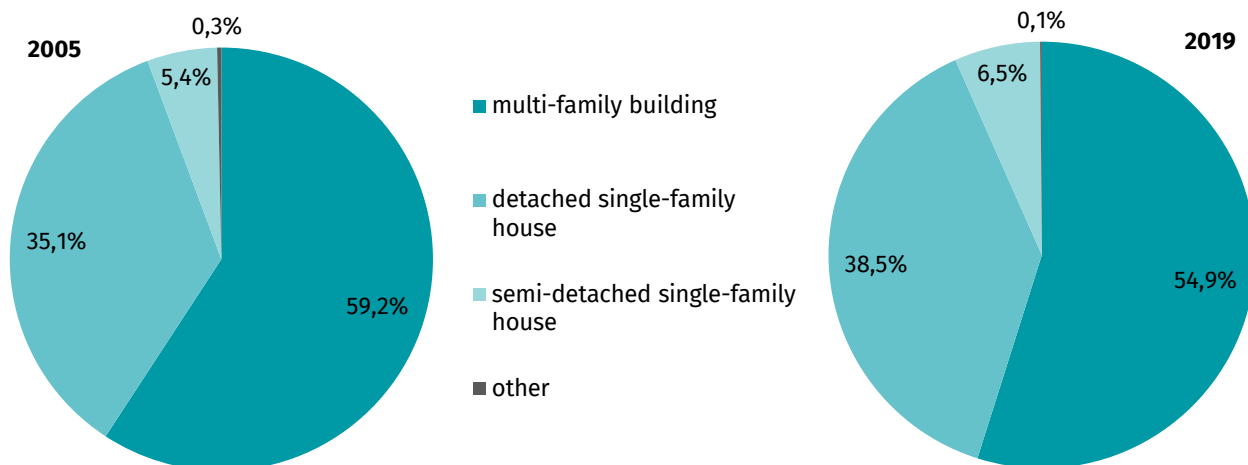 2005
0,3%
5,4%
35,1%
59,2%
multi-family building
detached single-family
house
semi-detached single-family
house
other
2019
0,1%
6,5%
38,5%
54,9%